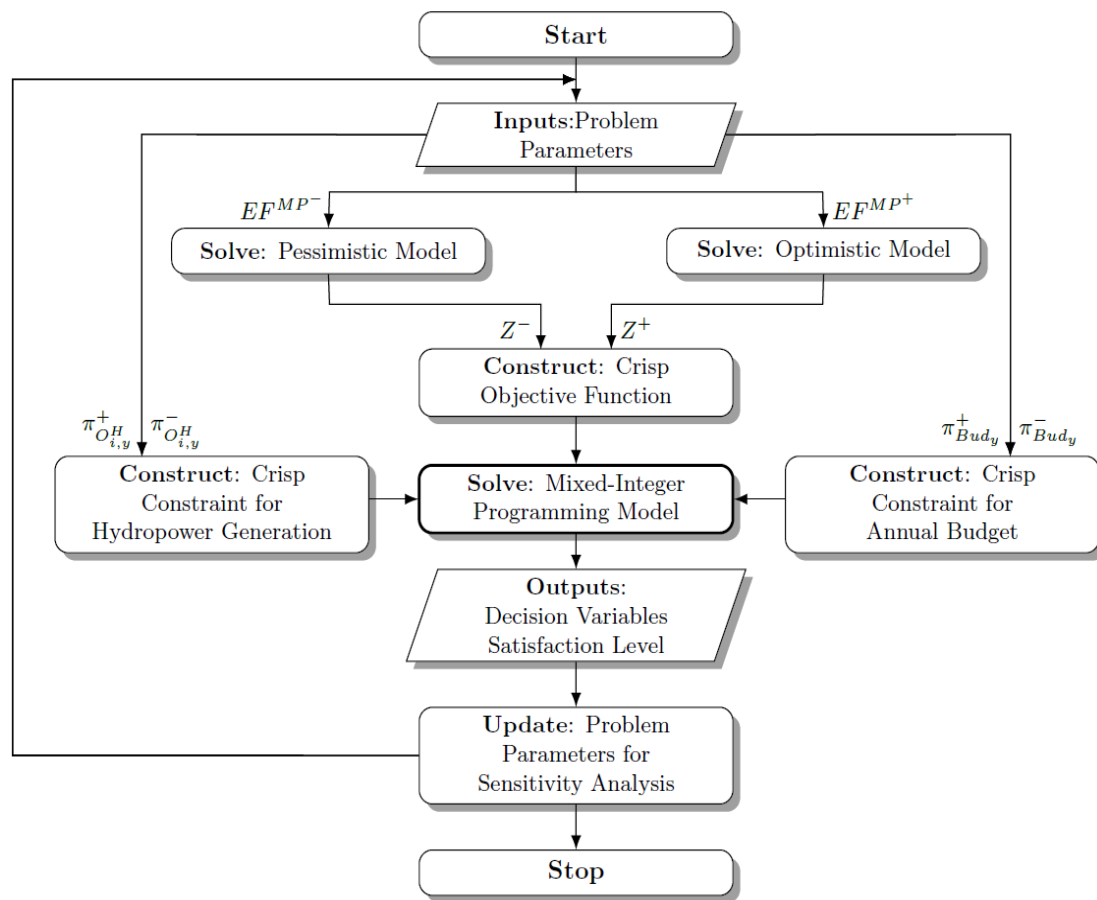 Start
Inputs:Problem
Parameters
EF^{MP^-}
EF^{MP^+}
Solve: Pessimistic Model
Solve: Optimistic Model
Z^-
Z^+
Construct: Crisp
Objective Function
π^+_{O^H_{i,y}} π^-_{O^H_{i,y}}
π^+_{Bud_y} π^-_{Bud_y}
Construct: Crisp
Constraint for
Hydropower Generation
Solve: Mixed-Integer
Programming Model
Construct: Crisp
Constraint for
Annual Budget
Outputs:
Decision Variables
Satisfaction Level
Update: Problem
Parameters for
Sensitivity Analysis
Stop